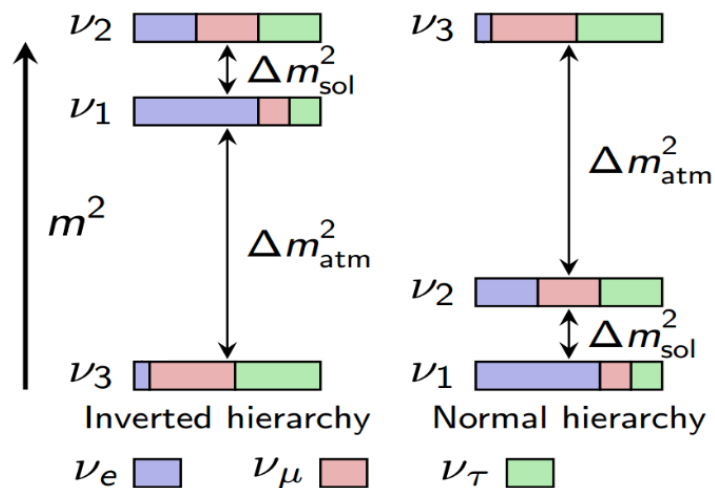 ν₂
Δm²sol
ν₁
m²
Δm²atm
ν₃
Inverted hierarchy
ν₃
Δm²atm
ν₂
Δm²sol
ν₁
Normal hierarchy
νe νμ ντ